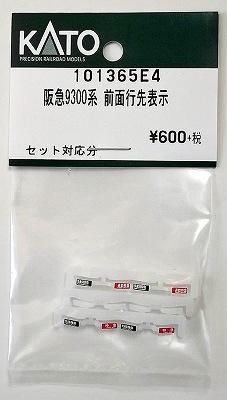 KATO
PRECISION RAILROAD MODELS
101365E4
阪急9300系 前面行先表示
¥600+税
セット対応分